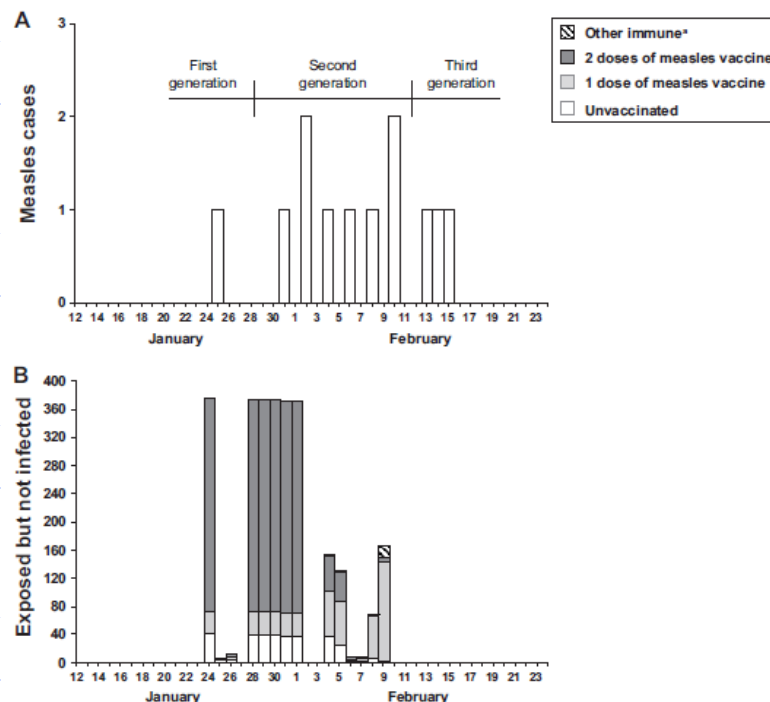 A
3
2
1
0
Measles cases
First generation
Second generation
Third generation
Other immuneª
2 doses of measles vaccine
1 dose of measles vaccine
Unvaccinated
12 14 16 18 20 22 24 26 28 30 1 3 5 7 9 11 13 15 17 19 21 23
January February
B
400
360
320
280
240
200
160
120
80
40
0
Exposed but not infected
12 14 16 18 20 22 24 26 28 30 1 3 5 7 9 11 13 15 17 19 21 23
January February